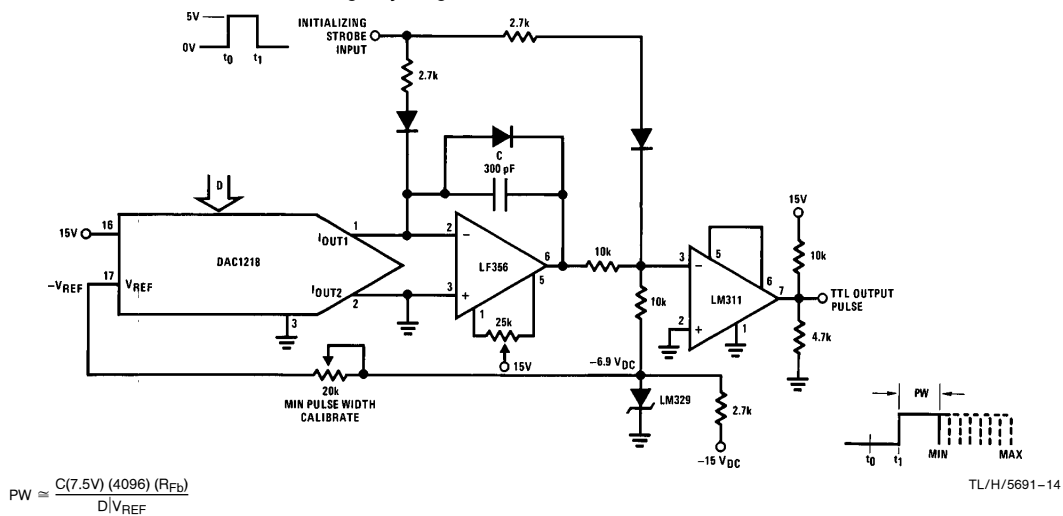 5V
0V
t0 t1
INITIALIZING
STROBE
INPUT
2.7k
2.7k
C
300 pF
D
15V
16
DAC1218
1
IOUT1
17
-VREF
VREF
IOUT2
2
3
2
-
LF356
6
5
3
+
1
25k
15V
10k
10k
3
-
5
6
LM311
7
2
+
1
15V
10k
TTL OUTPUT
PULSE
4.7k
-6.9 VDC
20k
MIN PULSE WIDTH
CALIBRATE
LM329
2.7k
-15 VDC
PW
t0 t1 MIN MAX
PW ≅ C(7.5V) (4096) (RFb)
D|VREF
TL/H/5691-14